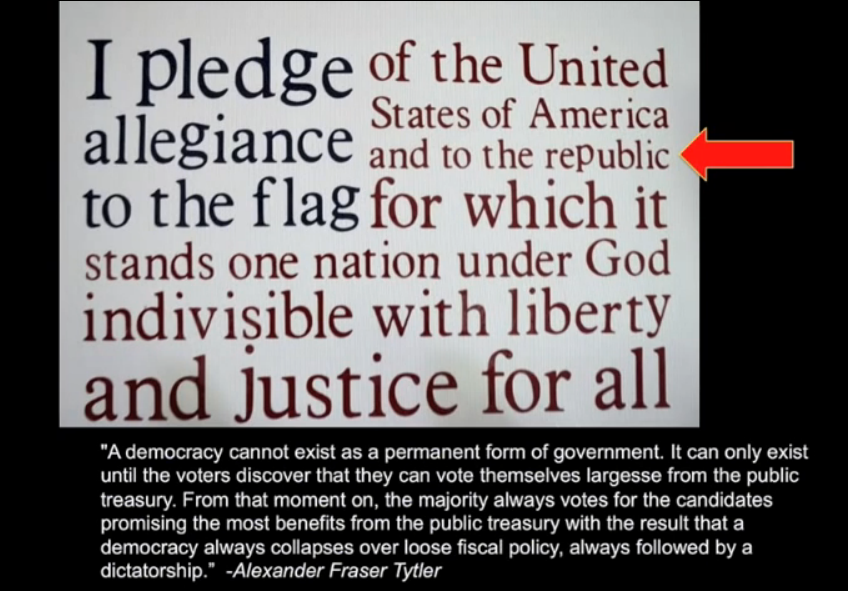 I pledge
allegiance
to the flag
of the United
States of America
and to the republic
for which it
stands one nation under God
indivisible with liberty
and justice for all
"A democracy cannot exist as a permanent form of government. It can only exist
until the voters discover that they can vote themselves largesse from the public
treasury. From that moment on, the majority always votes for the candidates
promising the most benefits from the public treasury with the result that a
democracy always collapses over loose fiscal policy, always followed by a
dictatorship." -Alexander Fraser Tytler